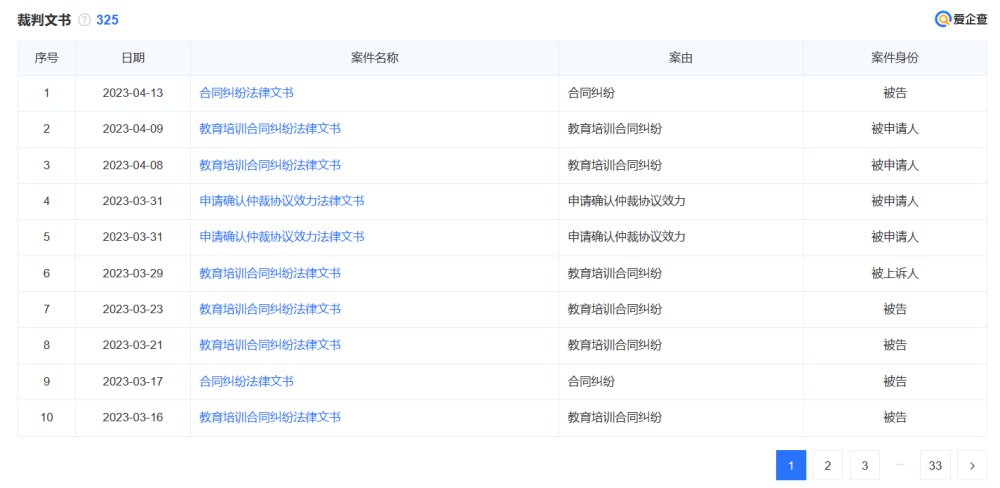 裁判文书 ? 325 爱企查
序号 日期 案件名称 案由 案件身份
1 2023-04-13 合同纠纷法律文书 合同纠纷 被告
2 2023-04-09 教育培训合同纠纷法律文书 教育培训合同纠纷 被申请人
3 2023-04-08 教育培训合同纠纷法律文书 教育培训合同纠纷 被申请人
4 2023-03-31 申请确认仲裁协议效力法律文书 申请确认仲裁协议效力 被申请人
5 2023-03-31 申请确认仲裁协议效力法律文书 申请确认仲裁协议效力 被申请人
6 2023-03-29 教育培训合同纠纷法律文书 教育培训合同纠纷 被上诉人
7 2023-03-23 教育培训合同纠纷法律文书 教育培训合同纠纷 被告
8 2023-03-21 教育培训合同纠纷法律文书 教育培训合同纠纷 被告
9 2023-03-17 合同纠纷法律文书 合同纠纷 被告
10 2023-03-16 教育培训合同纠纷法律文书 教育培训合同纠纷 被告
1 2 3 ... 33 >